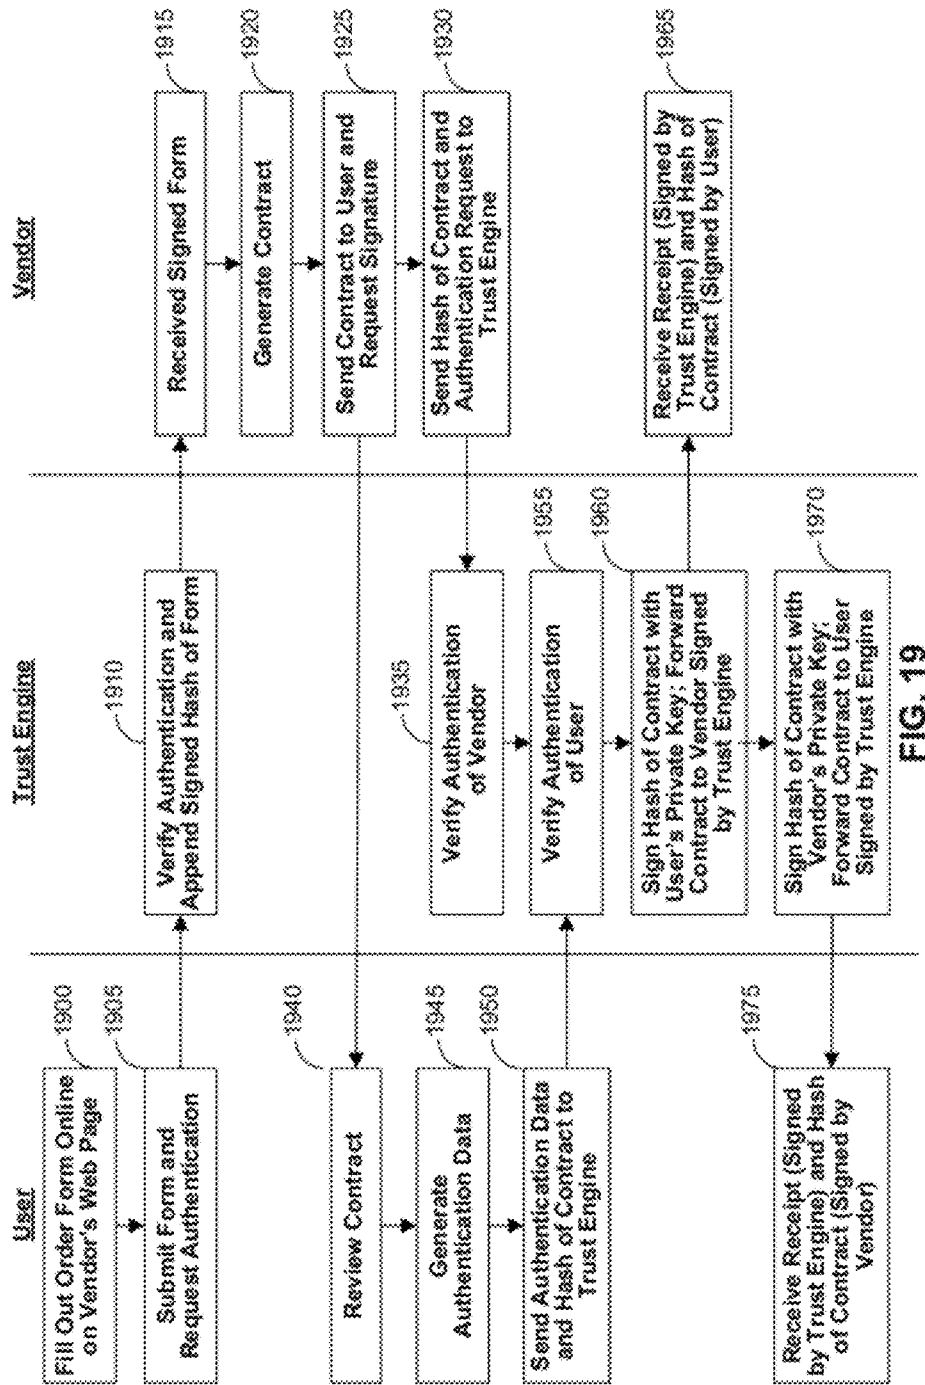 User
Trust Engine
Vendor
1900
Fill Out Order Form Online
on Vendor's Web Page
1905
Submit Form and
Request Authentication
1910
Verify Authentication and
Append Signed Hash of Form
1915
Received Signed Form
1920
Generate Contract
1925
Send Contract to User and
Request Signature
1930
Send Hash of Contract and
Authentication Request to
Trust Engine
1935
Verify Authentication
of Vendor
1940
Review Contract
1945
Generate
Authentication Data
1950
Send Authentication Data
and Hash of Contract to
Trust Engine
1955
Verify Authentication
of User
1960
Sign Hash of Contract with
User's Private Key; Forward
Contract to Vendor Signed
by Trust Engine
1965
Receive Receipt (Signed by
Trust Engine) and Hash of
Contract (Signed by User)
1970
Sign Hash of Contract with
Vendor's Private Key;
Forward Contract to User
Signed by Trust Engine
1975
Receive Receipt (Signed
by Trust Engine) and Hash
of Contract (Signed by
Vendor)
FIG. 19